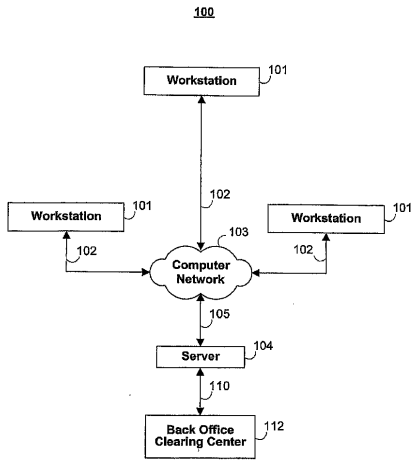 100
Workstation
101
102
Workstation
101
Workstation
101
102
103
102
Computer
Network
105
Server
104
110
Back Office
Clearing Center
112